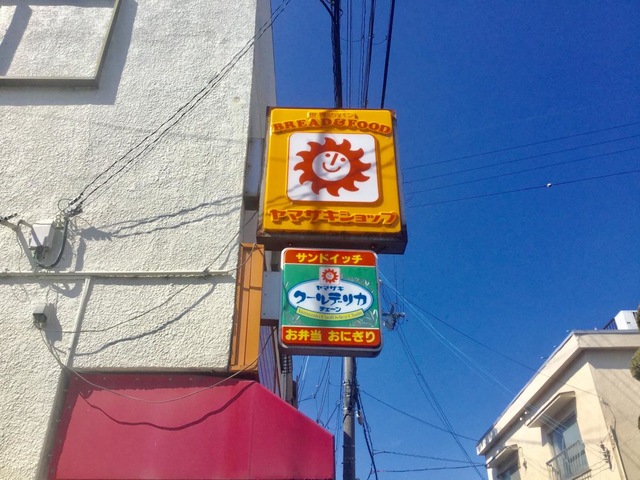 BREAD&FOOD
ヤマザキショップ
サンドイッチ
ヤマザキ
クールデリカ
チェーン
お弁当 おにぎり